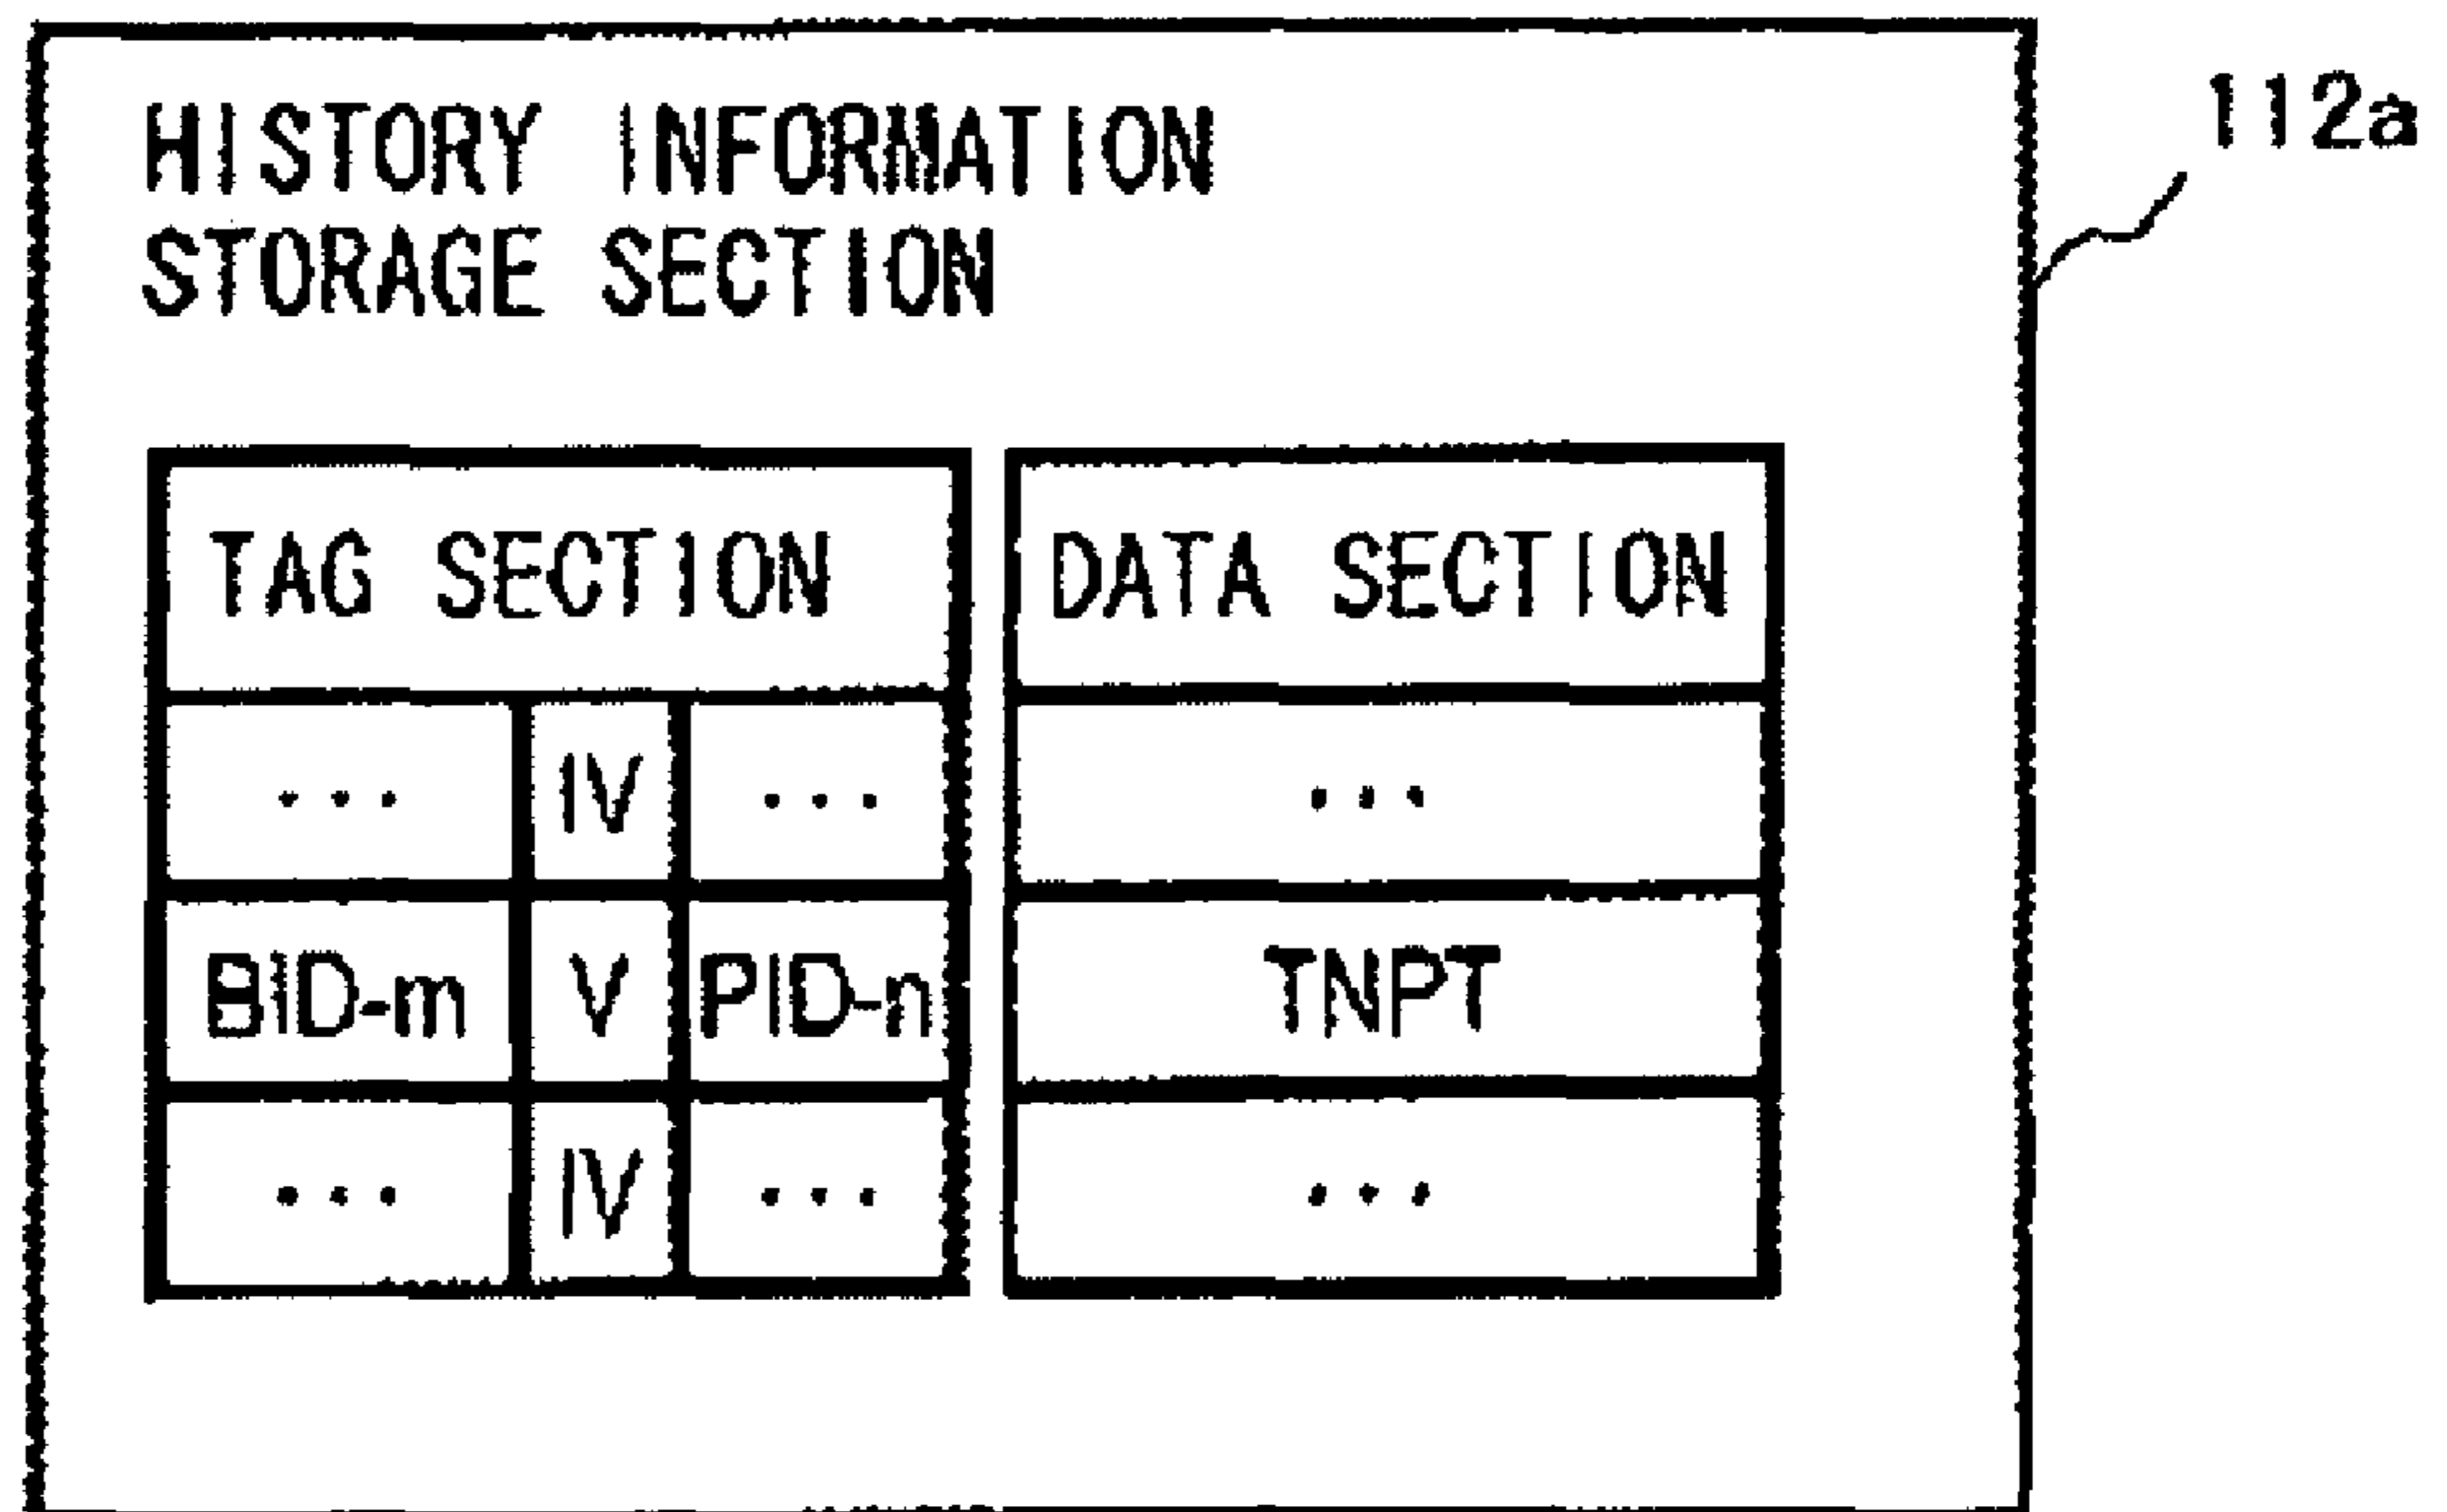 112a
HISTORY INFORMATION
STORAGE SECTION
TAG SECTION DATA SECTION
... IV ... ...
BID-m V PID-n TNPT
... IV ... ...